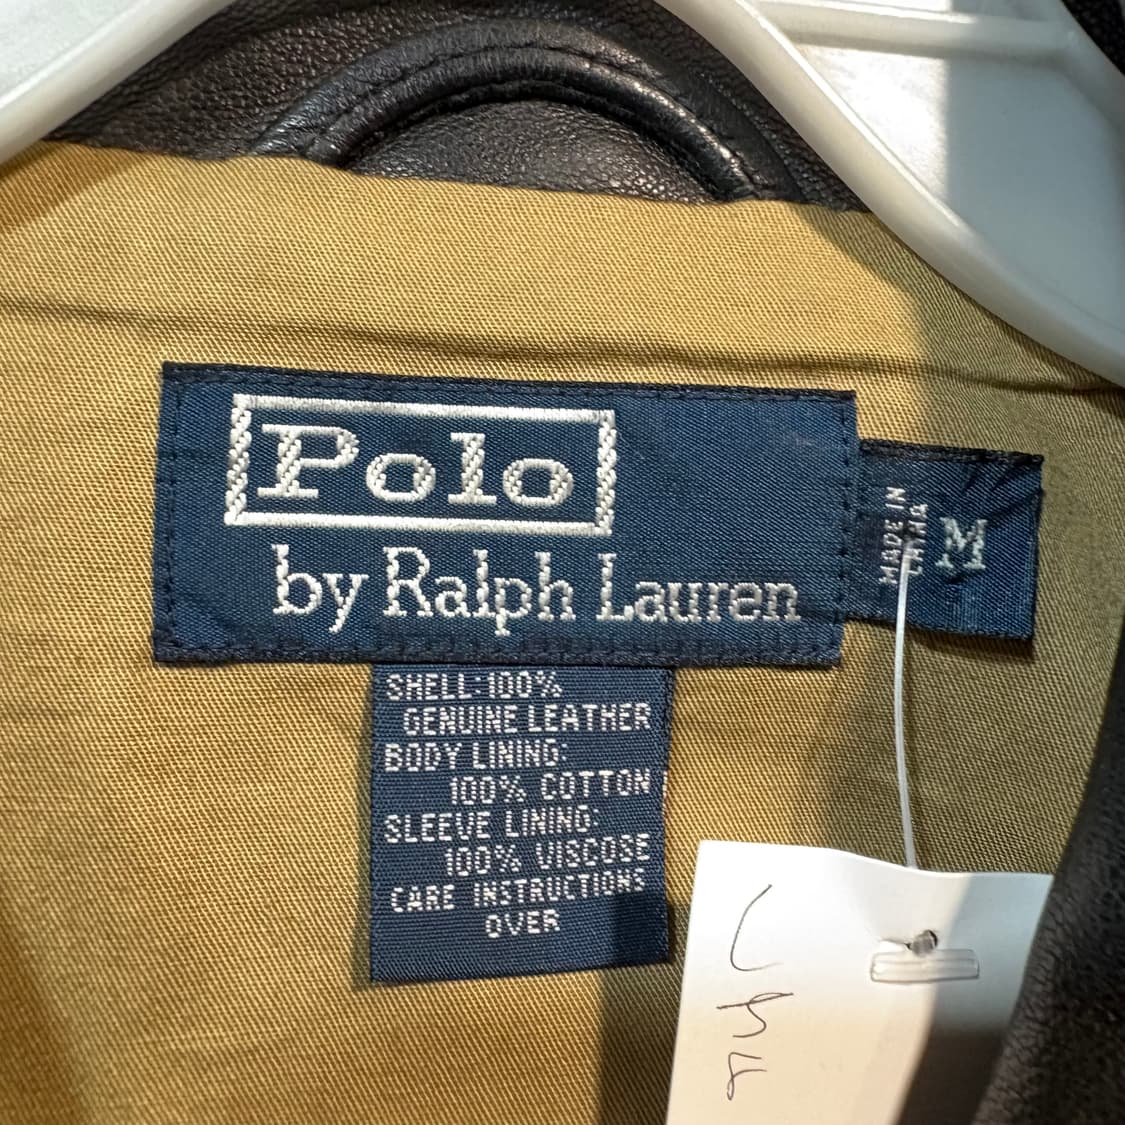 Polo
by Ralph Lauren
MADE IN
CHINA
M
SHELL:100%
GENUINE LEATHER
BODY LINING:
100% COTTON
SLEEVE LINING:
100% VISCOSE
CARE INSTRUCTIONS
OVER